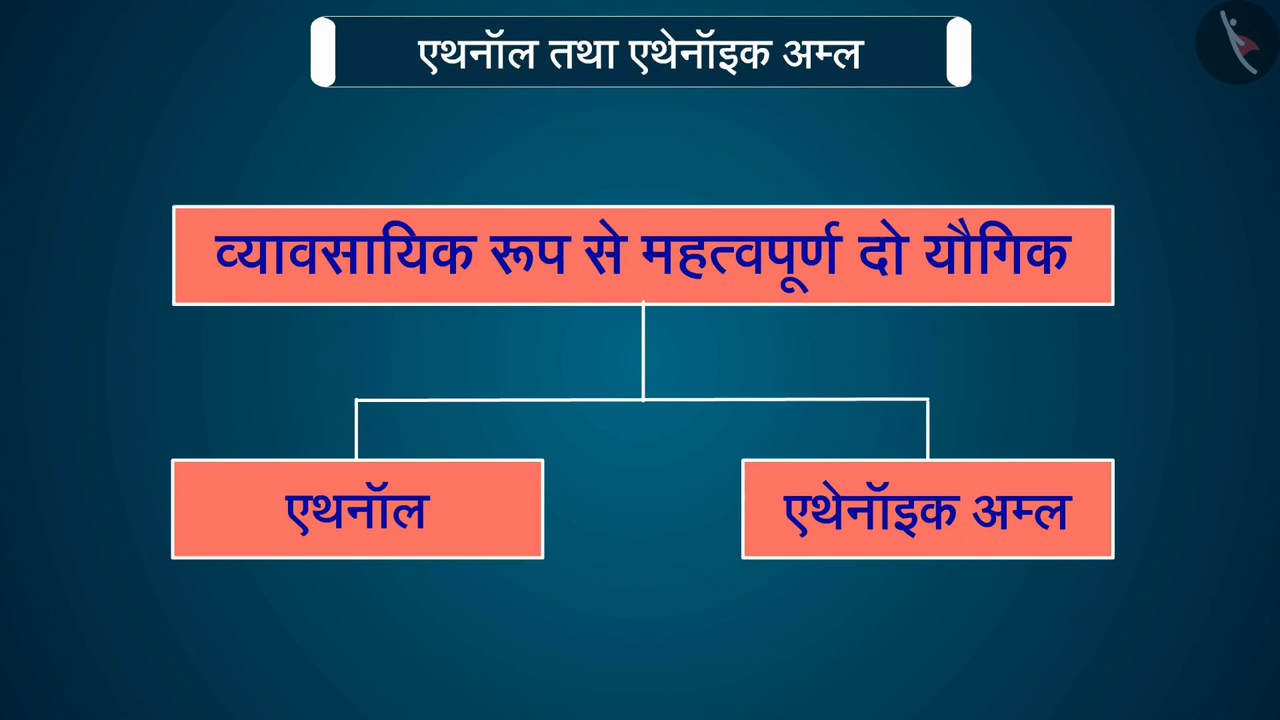 एथनॉल तथा एथेनॉइक अम्ल
व्यावसायिक रूप से महत्वपूर्ण दो यौगिक
एथनॉल
एथेनॉइक अम्ल